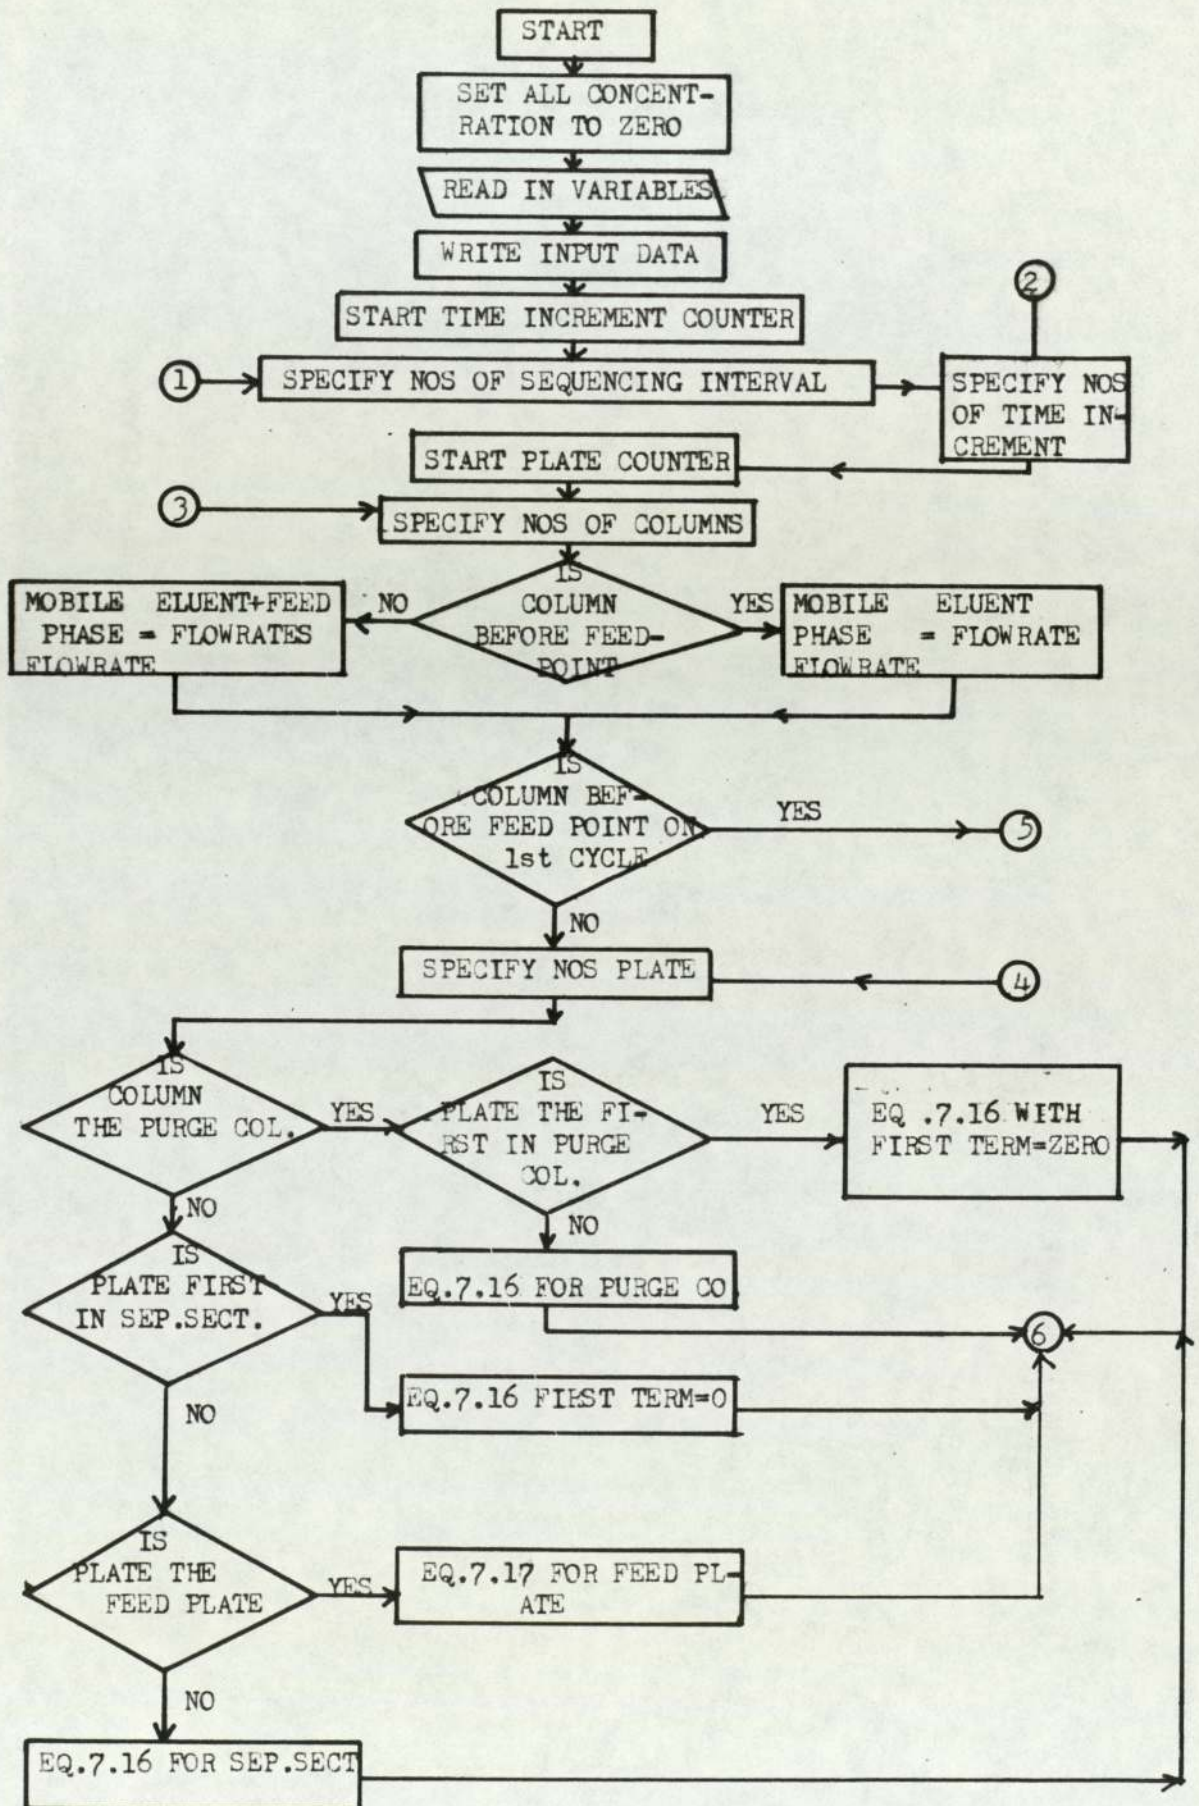 START
SET ALL CONCENT-
RATION TO ZERO
READ IN VARIABLES
WRITE INPUT DATA
START TIME INCREMENT COUNTER
2
1
SPECIFY NOS OF SEQUENCING INTERVAL
SPECIFY NOS
OF TIME IN-
CREMENT
START PLATE COUNTER
3
SPECIFY NOS OF COLUMNS
IS
COLUMN
BEFORE FEED-
POINT
NO
YES
MOBILE ELUENT+FEED
PHASE = FLOWRATES
FLOWRATE
MOBILE ELUENT
PHASE = FLOWRATE
FLOWRATE
IS
COLUMN BEF-
ORE FEED POINT ON
1st CYCLE
YES
5
NO
SPECIFY NOS PLATE
4
IS
COLUMN
THE PURGE COL.
YES
IS
PLATE THE FI-
RST IN PURGE
COL.
YES
EQ .7.16 WITH
FIRST TERM=ZERO
NO
NO
IS
PLATE FIRST
IN SEP.SECT.
YES
EQ.7.16 FOR PURGE CO
6
EQ.7.16 FIRST TERM=0
NO
IS
PLATE THE
FEED PLATE
YES
EQ.7.17 FOR FEED PL-
ATE
NO
EQ.7.16 FOR SEP.SECT